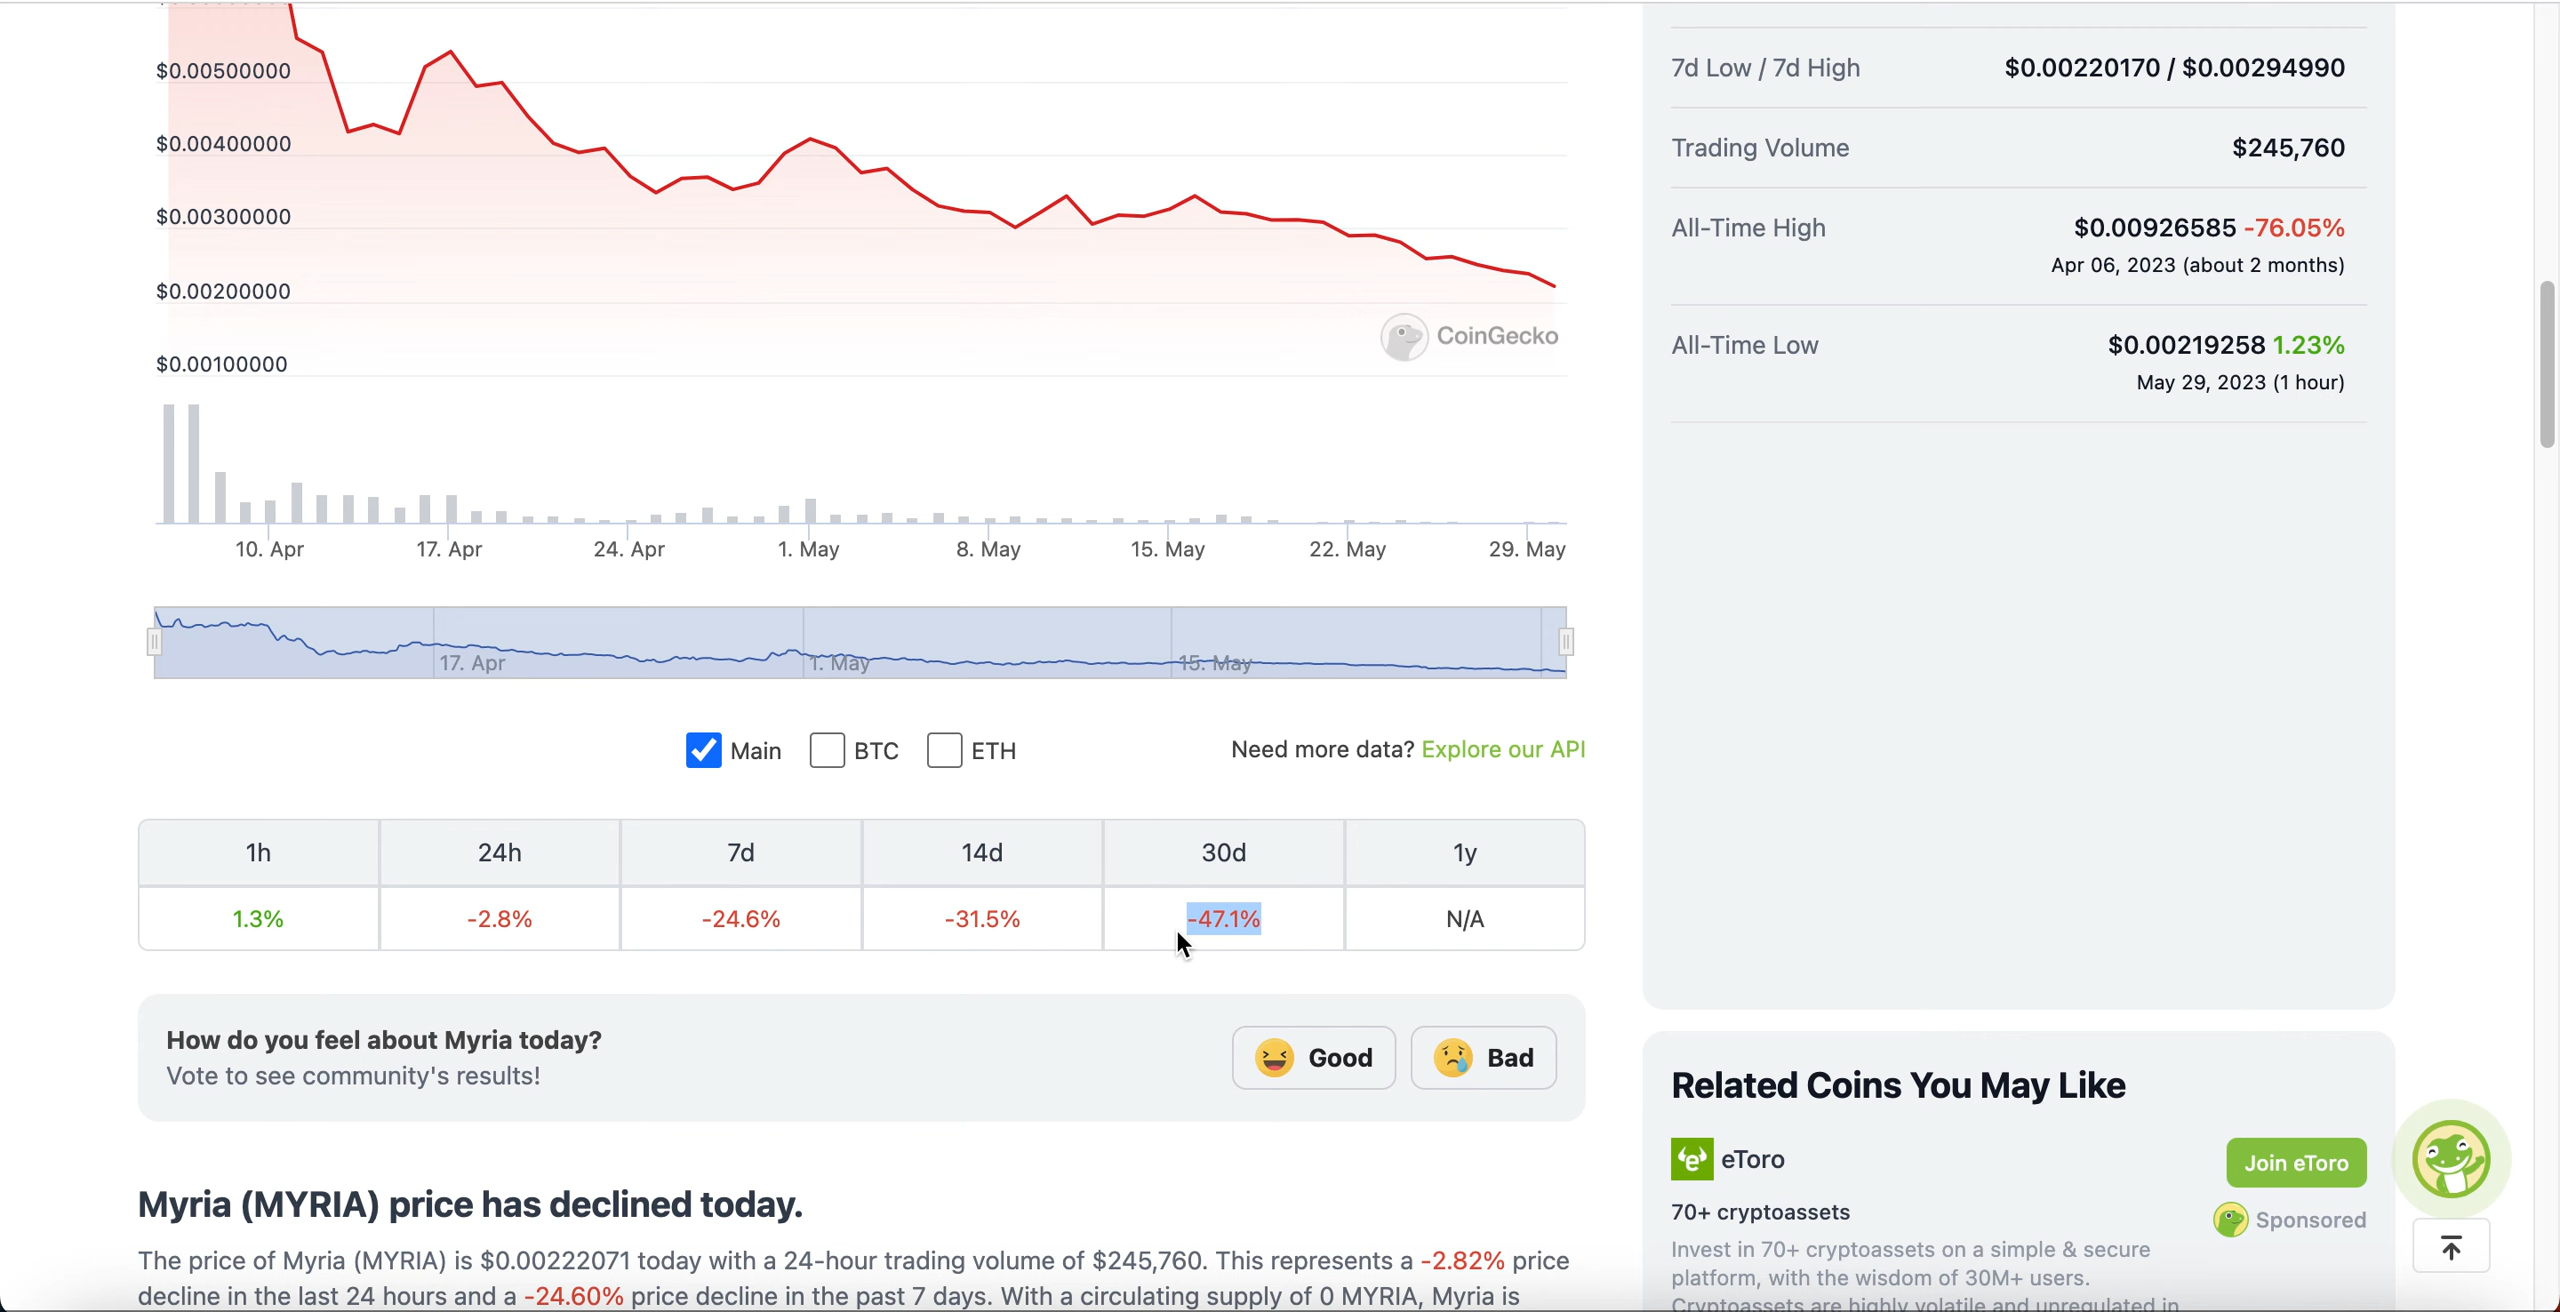 $0.00500000
$0.00400000
$0.00300000
$0.00200000
$0.00100000
CoinGecko
10. Apr
17. Apr
24. Apr
1. May
8. May
15. May
22. May
29. May
17. Apr
1. May
15. May
Main
BTC
ETH
Need more data? Explore our API
1h 24h 7d 14d 30d 1y
1.3% -2.8% -24.6% -31.5% -47.1% N/A
How do you feel about Myria today?
Vote to see community's results!
Good
Bad
Myria (MYRIA) price has declined today.
The price of Myria (MYRIA) is $0.00222071 today with a 24-hour trading volume of $245,760. This represents a -2.82% price
decline in the last 24 hours and a -24.60% price decline in the past 7 days. With a circulating supply of 0 MYRIA, Myria is
7d Low / 7d High $0.00220170 / $0.00294990
Trading Volume $245,760
All-Time High $0.00926585 -76.05%
Apr 06, 2023 (about 2 months)
All-Time Low $0.00219258 1.23%
May 29, 2023 (1 hour)
Related Coins You May Like
eToro
Join eToro
70+ cryptoassets
Sponsored
Invest in 70+ cryptoassets on a simple & secure
platform, with the wisdom of 30M+ users.
Cryptoassets are highly volatile and unregulated in